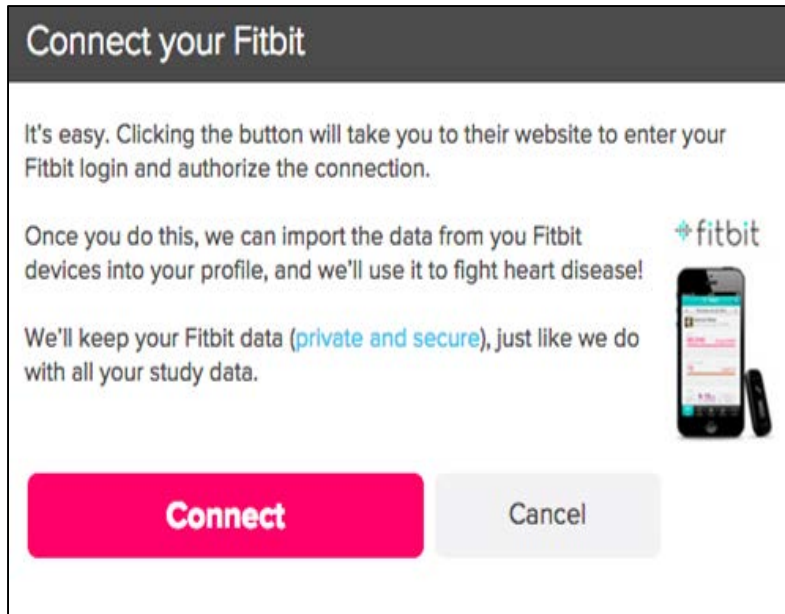 Connect your Fitbit
It's easy. Clicking the button will take you to their website to enter your
Fitbit login and authorize the connection.
Once you do this, we can import the data from you Fitbit
devices into your profile, and we'll use it to fight heart disease!
fitbit
We'll keep your Fitbit data (private and secure), just like we do
with all your study data.
Connect
Cancel